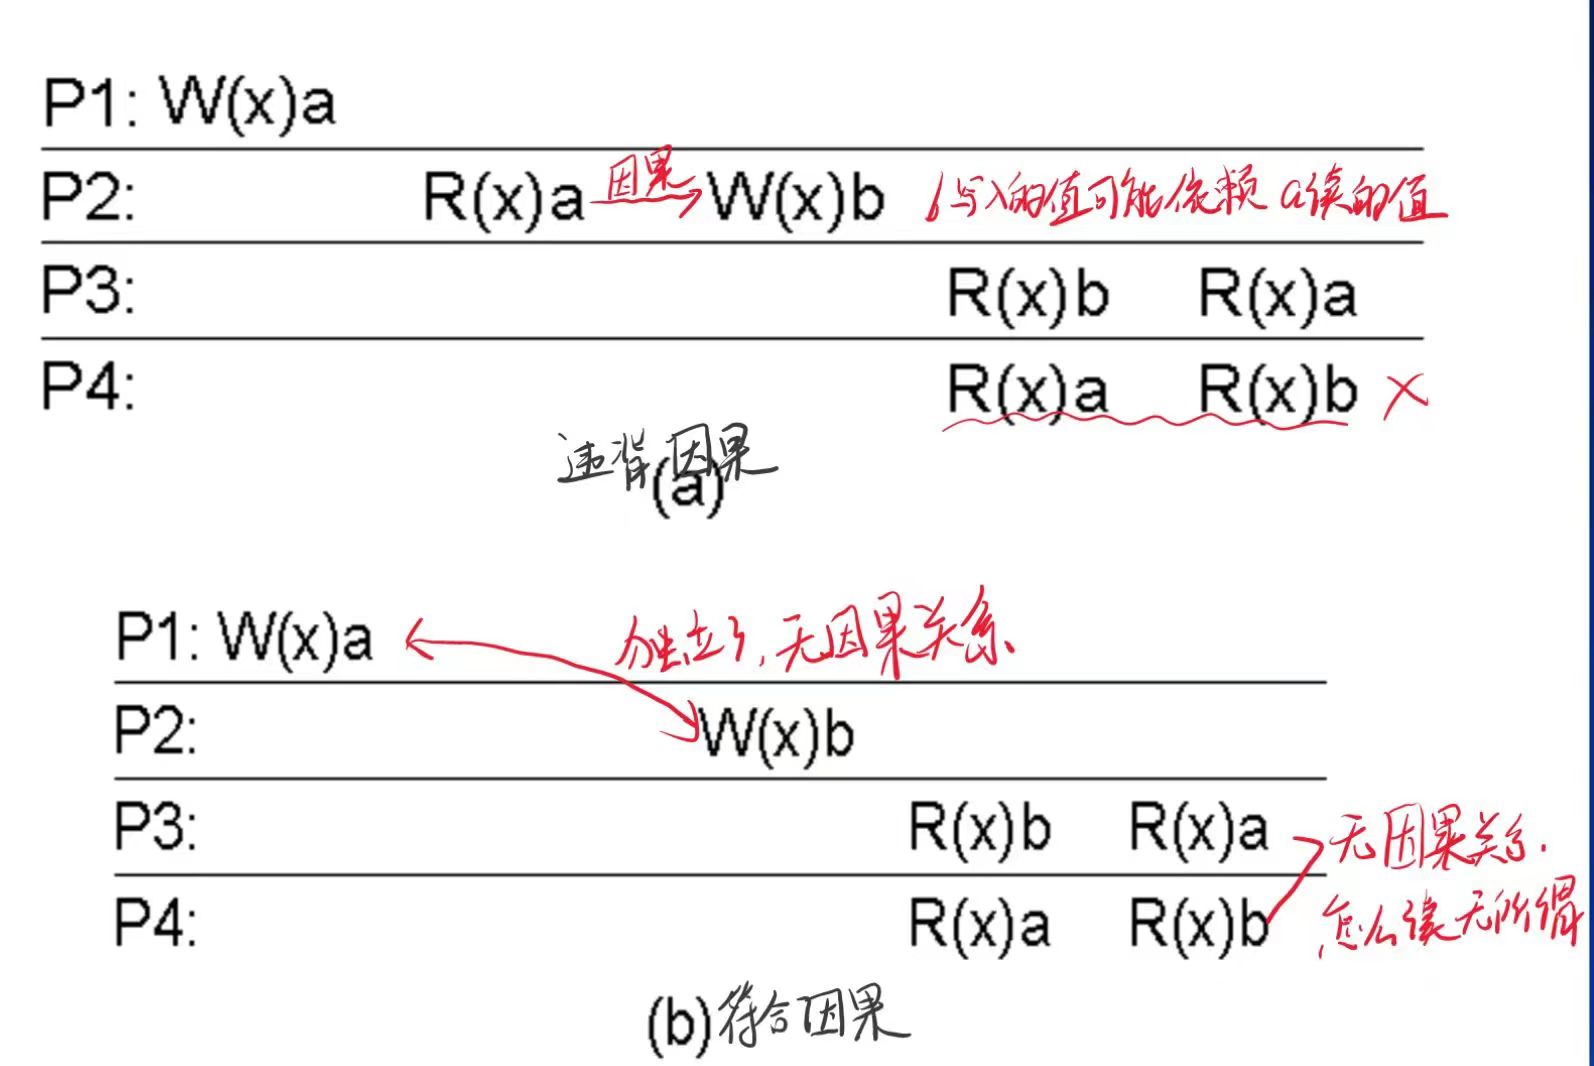 P1: W(x)a
P2: R(x)a 因果 W(x)b b写入的值可能依赖a读的值
P3: R(x)b R(x)a
P4: R(x)a R(x)b ×
违背因果
(a)
P1: W(x)a 独立了,无因果关系.
P2: W(x)b
P3: R(x)b R(x)a 无因果关系.
P4: R(x)a R(x)b 怎么读无所谓
(b)符合因果